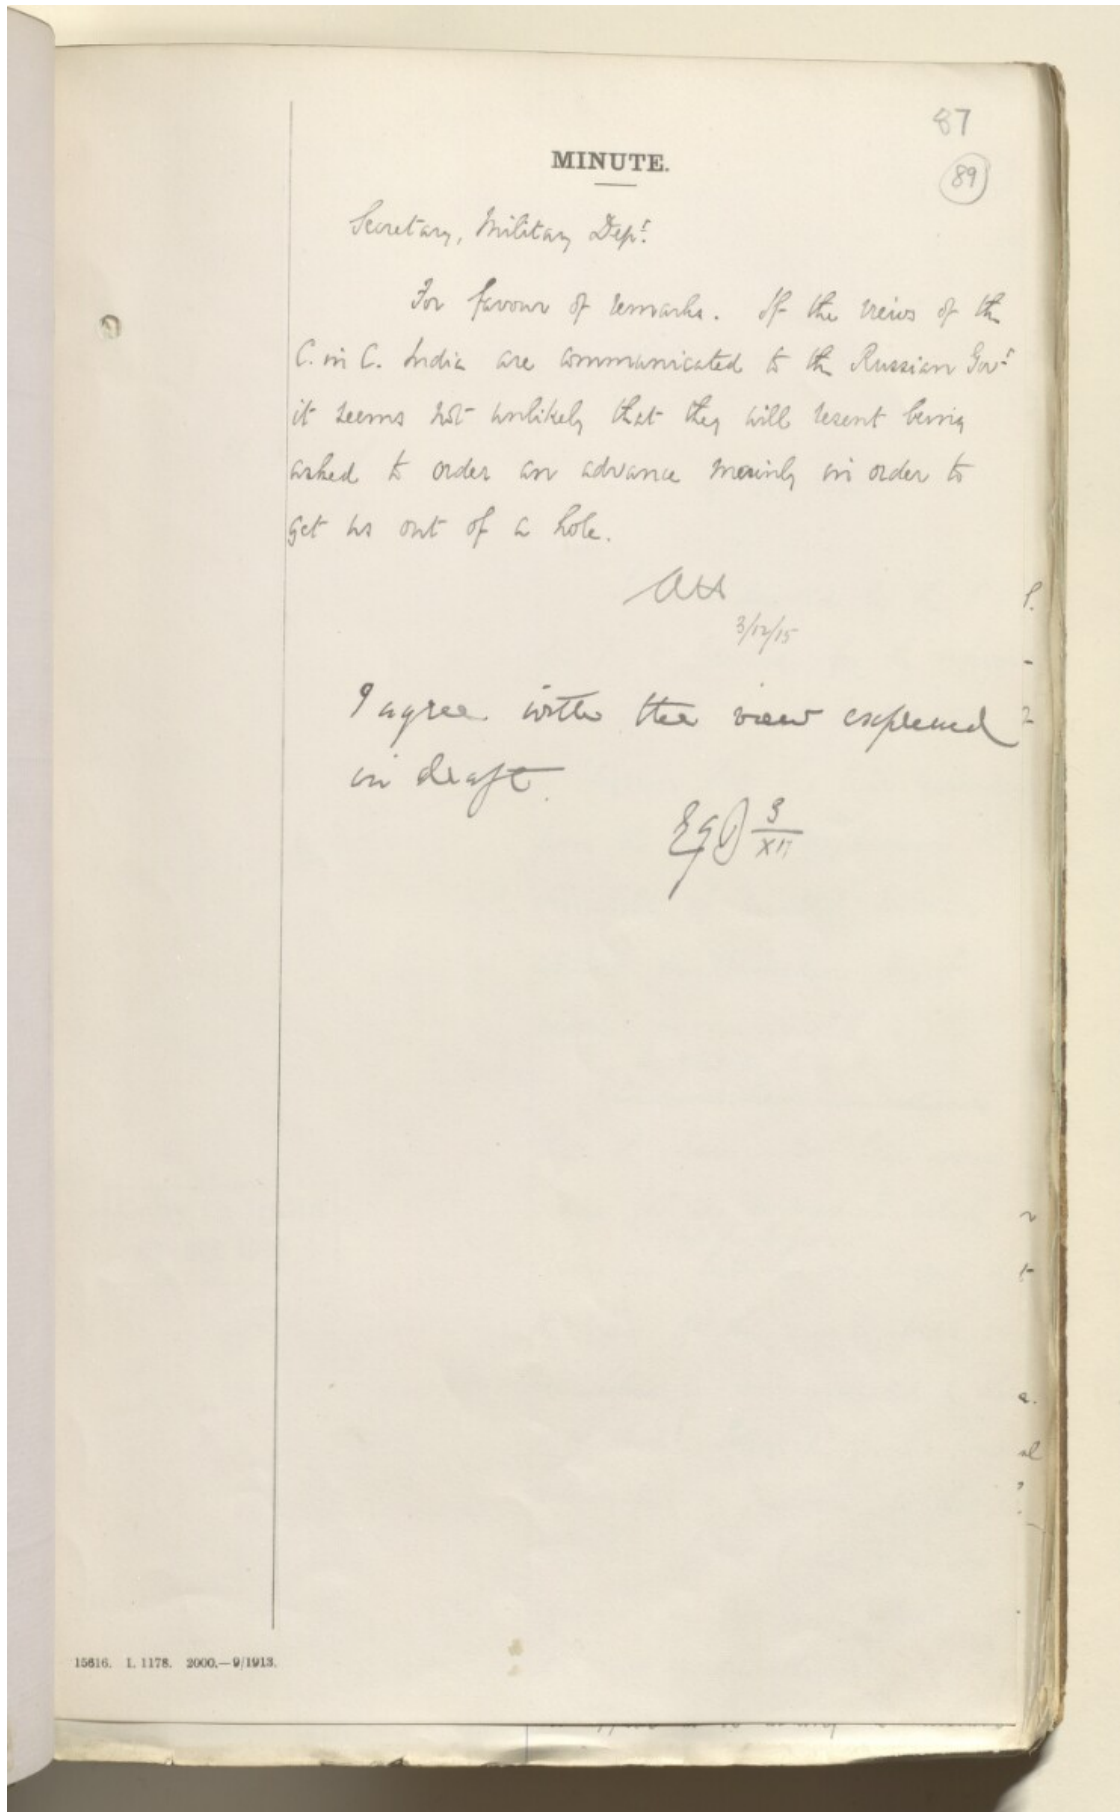 87
MINUTE.
89
Secretary, Military Dept.
For favour of remarks. If the views of the
C. in C. India are communicated to the Russian Govt
it seems not unlikely that they will resent being
asked to order an advance mainly in order to
get us out of a hole.
3/12/15
I agree with the view expressed
in draft.
3
XII
15616. I. 1178. 2000.—9/1913.